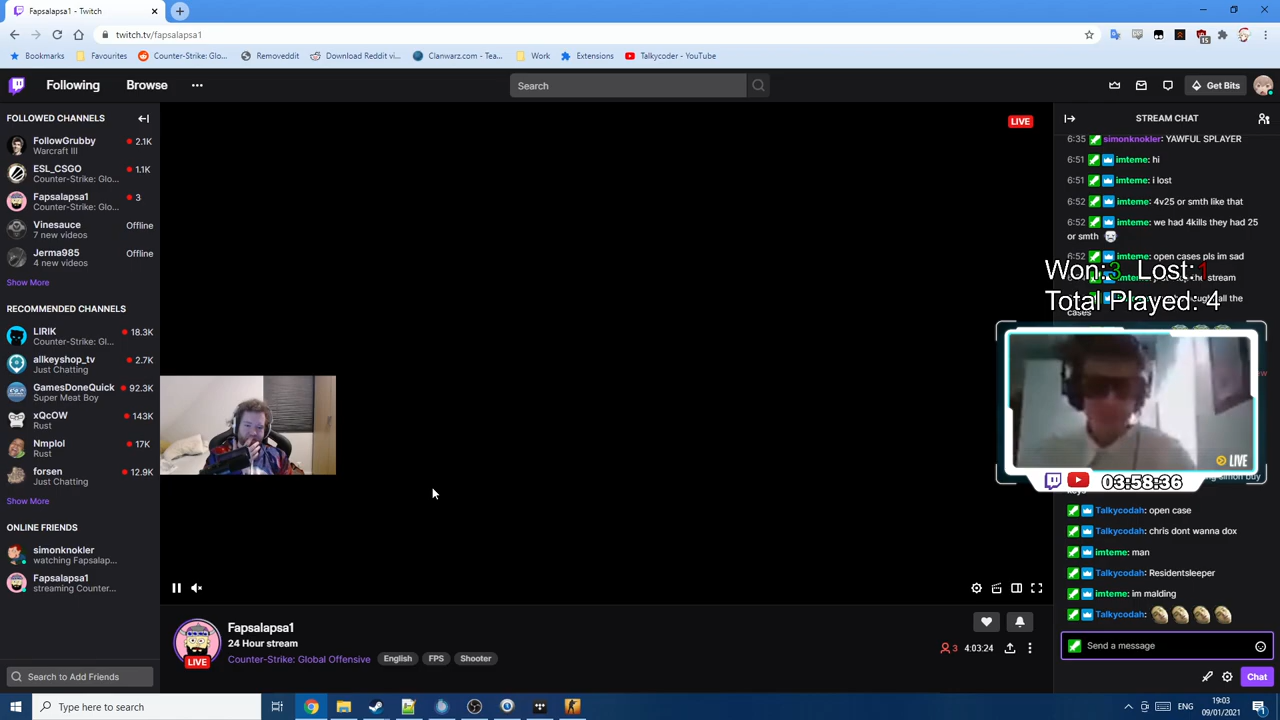 Fapsalapsa1 - Twitch
twitch.tv/fapsalapsa1
15
Bookmarks
Favourites
Counter-Strike: Glo...
Removeddit
Download Reddit vi...
Clanwarz.com - Tea...
Work
Extensions
Talkycoder - YouTube
Following
Browse
Search
Get Bits
FOLLOWED CHANNELS
FollowGrubby
2.1K
Warcraft III
ESL_CSGO
1.1K
Counter-Strike: Glo...
Fapsalapsa1
3
Counter-Strike: Glo...
Vinesauce
Offline
7 new videos
Jerma985
Offline
4 new videos
Show More
RECOMMENDED CHANNELS
LIRIK
18.3K
Counter-Strike: Glo...
allkeyshop_tv
2.7K
Just Chatting
GamesDoneQuick
92.3K
Super Meat Boy
xQcOW
143K
Rust
Nmplol
17K
Rust
forsen
12.9K
Just Chatting
Show More
ONLINE FRIENDS
simonknokler
watching Fapsalap...
Fapsalapsa1
streaming Counter...
Search to Add Friends
LIVE
LIVE
Fapsalapsa1
24 Hour stream
Counter-Strike: Global Offensive
English
FPS
Shooter
3
4:03:24
STREAM CHAT
6:35 simonknokler: YAWFUL SPLAYER
6:51 imteme: hi
6:51 imteme: i lost
6:52 imteme: 4v25 or smth like that
6:52 imteme: we had 4kills they had 25
or smth
6:52 imteme: open cases pls im sad
Won:3 Lost:1
Total Played: 4
cases
LIVE
03:58:36
keys
Talkycodah: open case
Talkycodah: chris dont wanna dox
imteme: man
Talkycodah: Residentsleeper
imteme: im malding
Talkycodah:
Send a message
Chat
Type here to search
ENG
19:03
09/01/2021
1